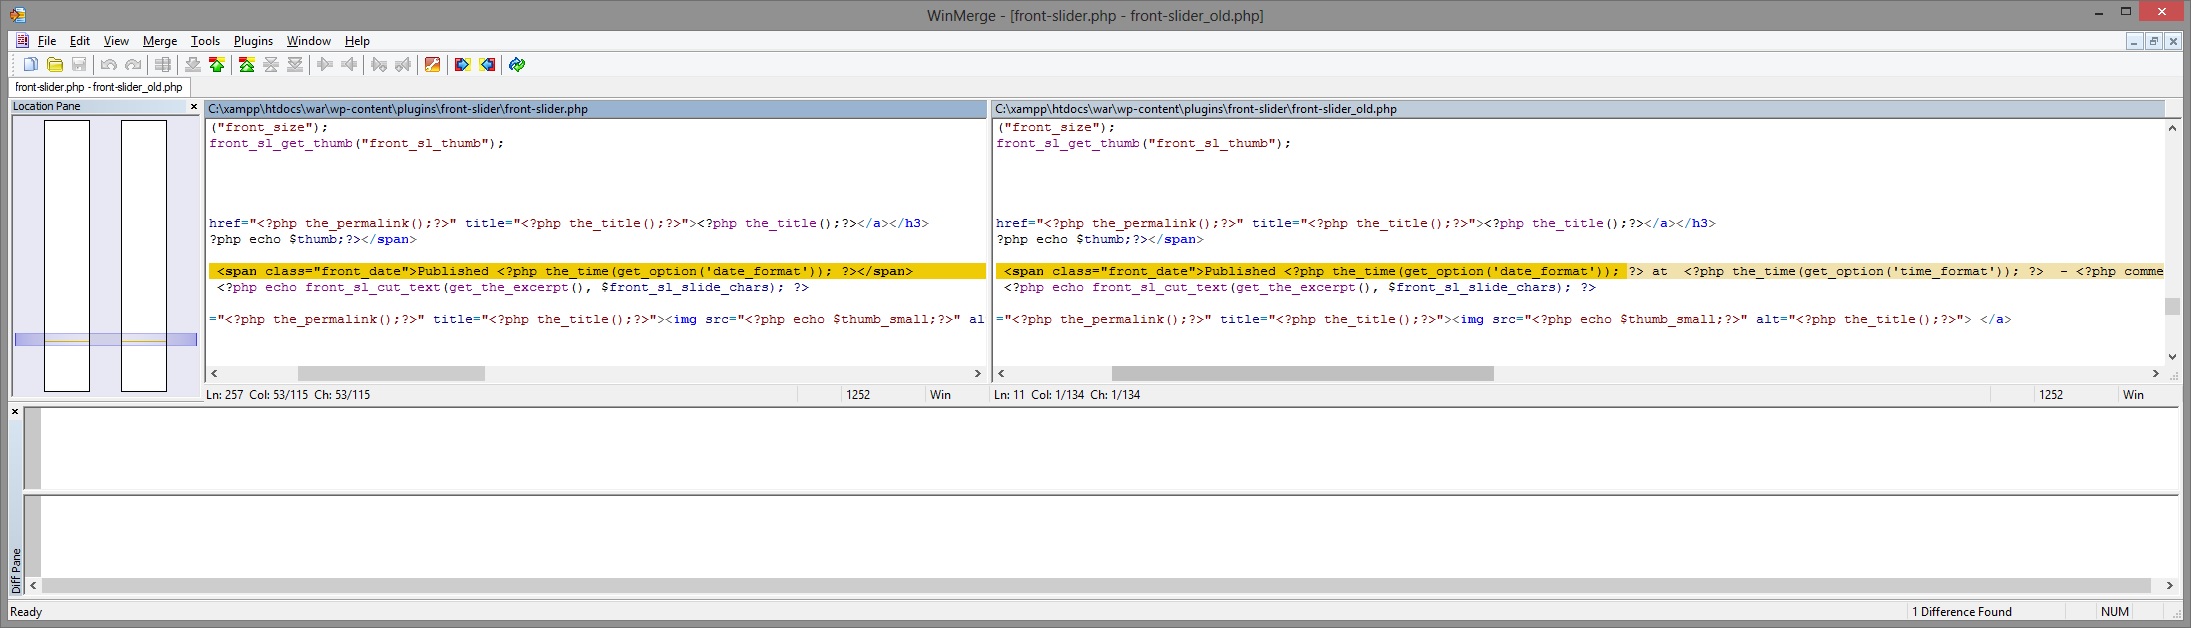 WinMerge - [front-slider.php - front-slider_old.php]
File Edit View Merge Tools Plugins Window Help
front-slider.php - front-slider_old.php
Location Pane
C:\xampp\htdocs\war\wp-content\plugins\front-slider\front-slider.php
("front_size");
front_sl_get_thumb("front_sl_thumb");
href="<?php the_permalink();?>" title="<?php the_title();?>"><?php the_title();?></a></h3>
?php echo $thumb;?></span>
<span class="front_date">Published <?php the_time(get_option('date_format')); ?></span>
<?php echo front_sl_cut_text(get_the_excerpt(), $front_sl_slide_chars); ?>
="<?php the_permalink();?>" title="<?php the_title();?>"><img src="<?php echo $thumb_small;?>" al
Ln: 257 Col: 53/115 Ch: 53/115 1252 Win
C:\xampp\htdocs\war\wp-content\plugins\front-slider\front-slider_old.php
("front_size");
front_sl_get_thumb("front_sl_thumb");
href="<?php the_permalink();?>" title="<?php the_title();?>"><?php the_title();?></a></h3>
?php echo $thumb;?></span>
<span class="front_date">Published <?php the_time(get_option('date_format')); ?> at  <?php the_time(get_option('time_format')); ?>  - <?php comme
<?php echo front_sl_cut_text(get_the_excerpt(), $front_sl_slide_chars); ?>
="<?php the_permalink();?>" title="<?php the_title();?>"><img src="<?php echo $thumb_small;?>" alt="<?php the_title();?>"> </a>
Ln: 11 Col: 1/134 Ch: 1/134 1252 Win
Diff Pane
Ready 1 Difference Found NUM